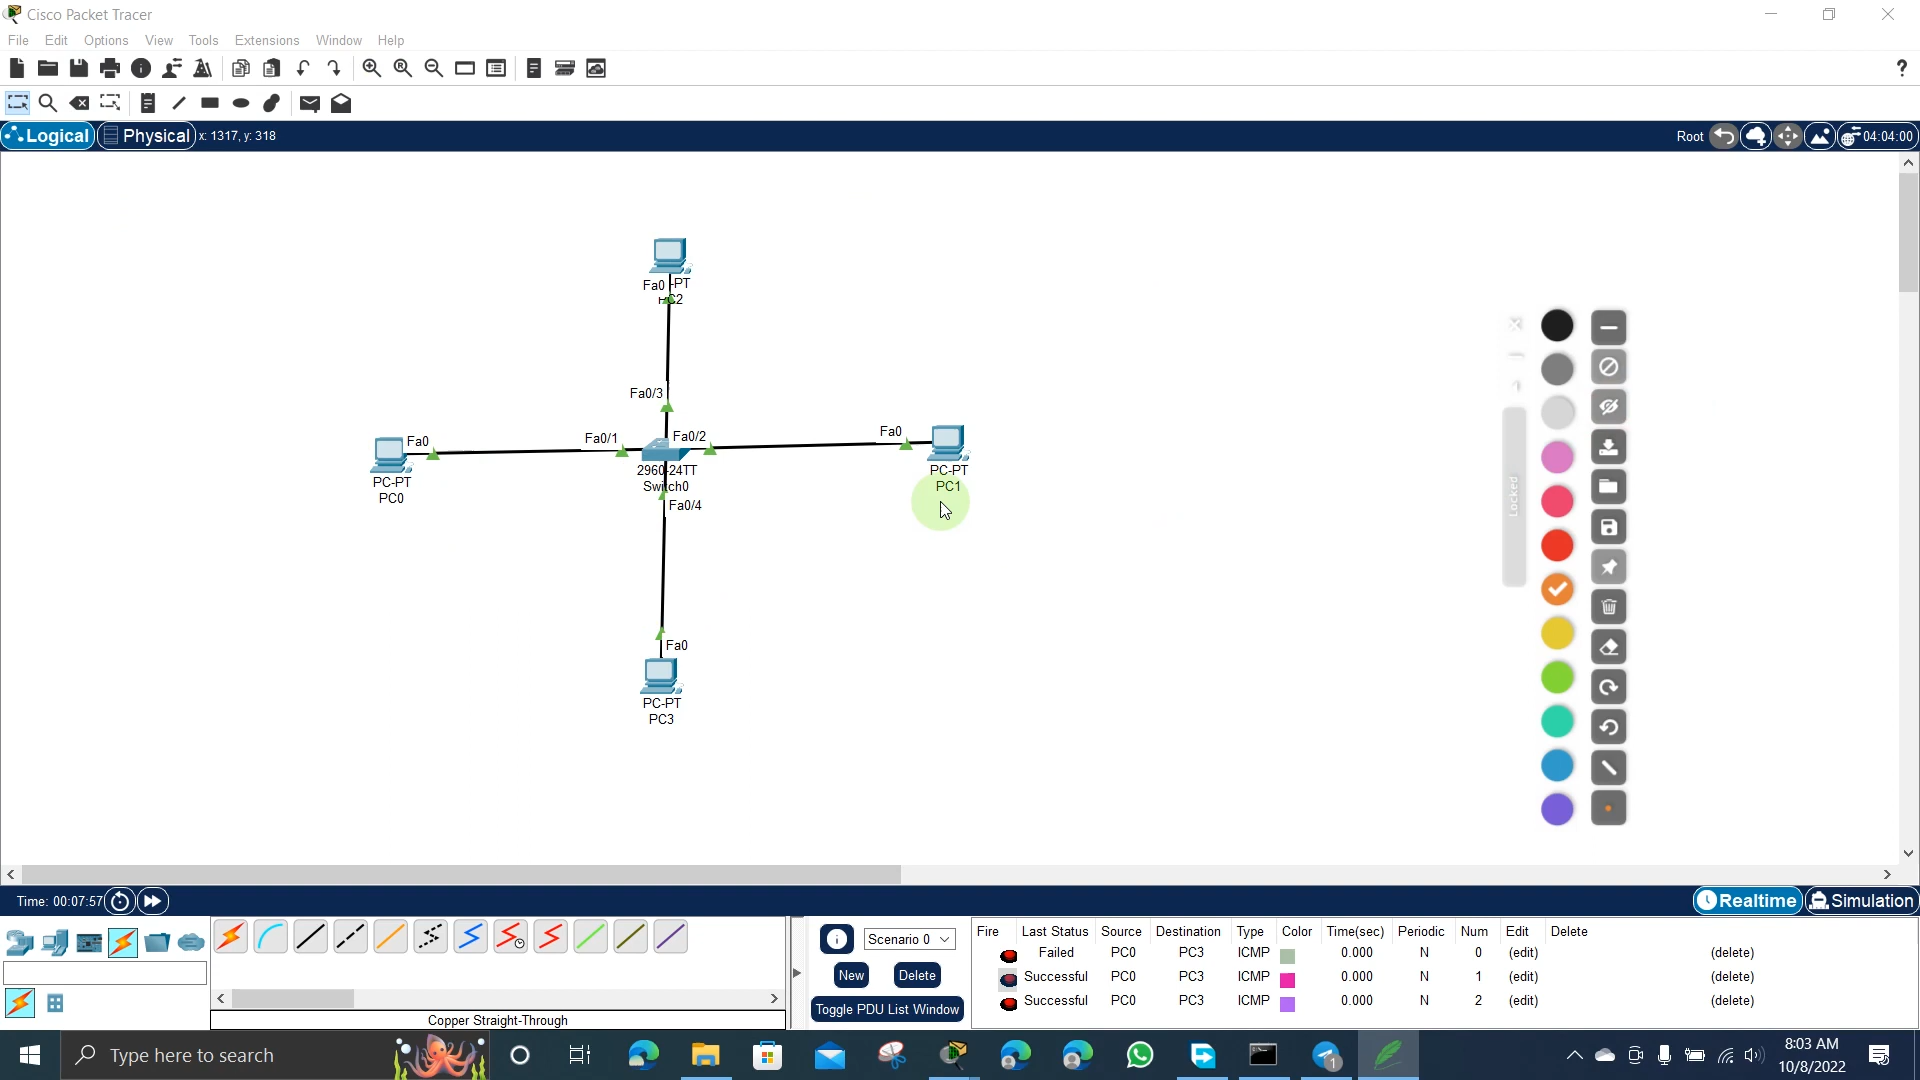 Cisco Packet Tracer
File Edit Options View Tools Extensions Window Help
Logical Physical x: 1317, y: 318 Root 04:04:00
Fa0 -PT
Fa0/3
Fa0 Fa0/1 Fa0/2 Fa0
PC-PT
PC0
2960-24TT
Switch0
Fa0/4
PC-PT
PC1
Fa0
PC-PT
PC3
Locked
Time: 00:07:57 Realtime Simulation
Scenario 0
New Delete
Toggle PDU List Window
Copper Straight-Through
Fire Last Status Source Destination Type Color Time(sec) Periodic Num Edit Delete
Failed PC0 PC3 ICMP 0.000 N 0 (edit) (delete)
Successful PC0 PC3 ICMP 0.000 N 1 (edit) (delete)
Successful PC0 PC3 ICMP 0.000 N 2 (edit) (delete)
Type here to search
1
8:03 AM
10/8/2022